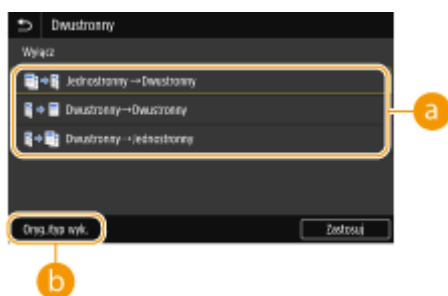 Dwustronny
Wyłącz
Jednostronny→Dwustronny
Dwustronny→Dwustronny
Dwustronny→Jednostronny
a
Oryg./typ wyk.
Zastosuj
b